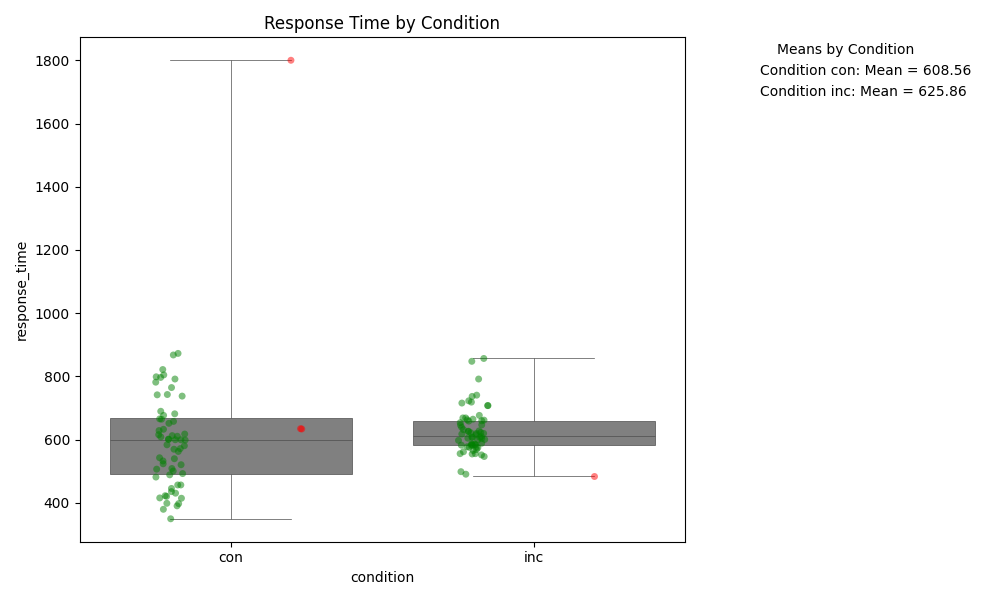 Response Time by Condition
Means by Condition
Condition con: Mean = 608.56
Condition inc: Mean = 625.86
response_time
1800
1600
1400
1200
1000
800
600
400
con
inc
condition